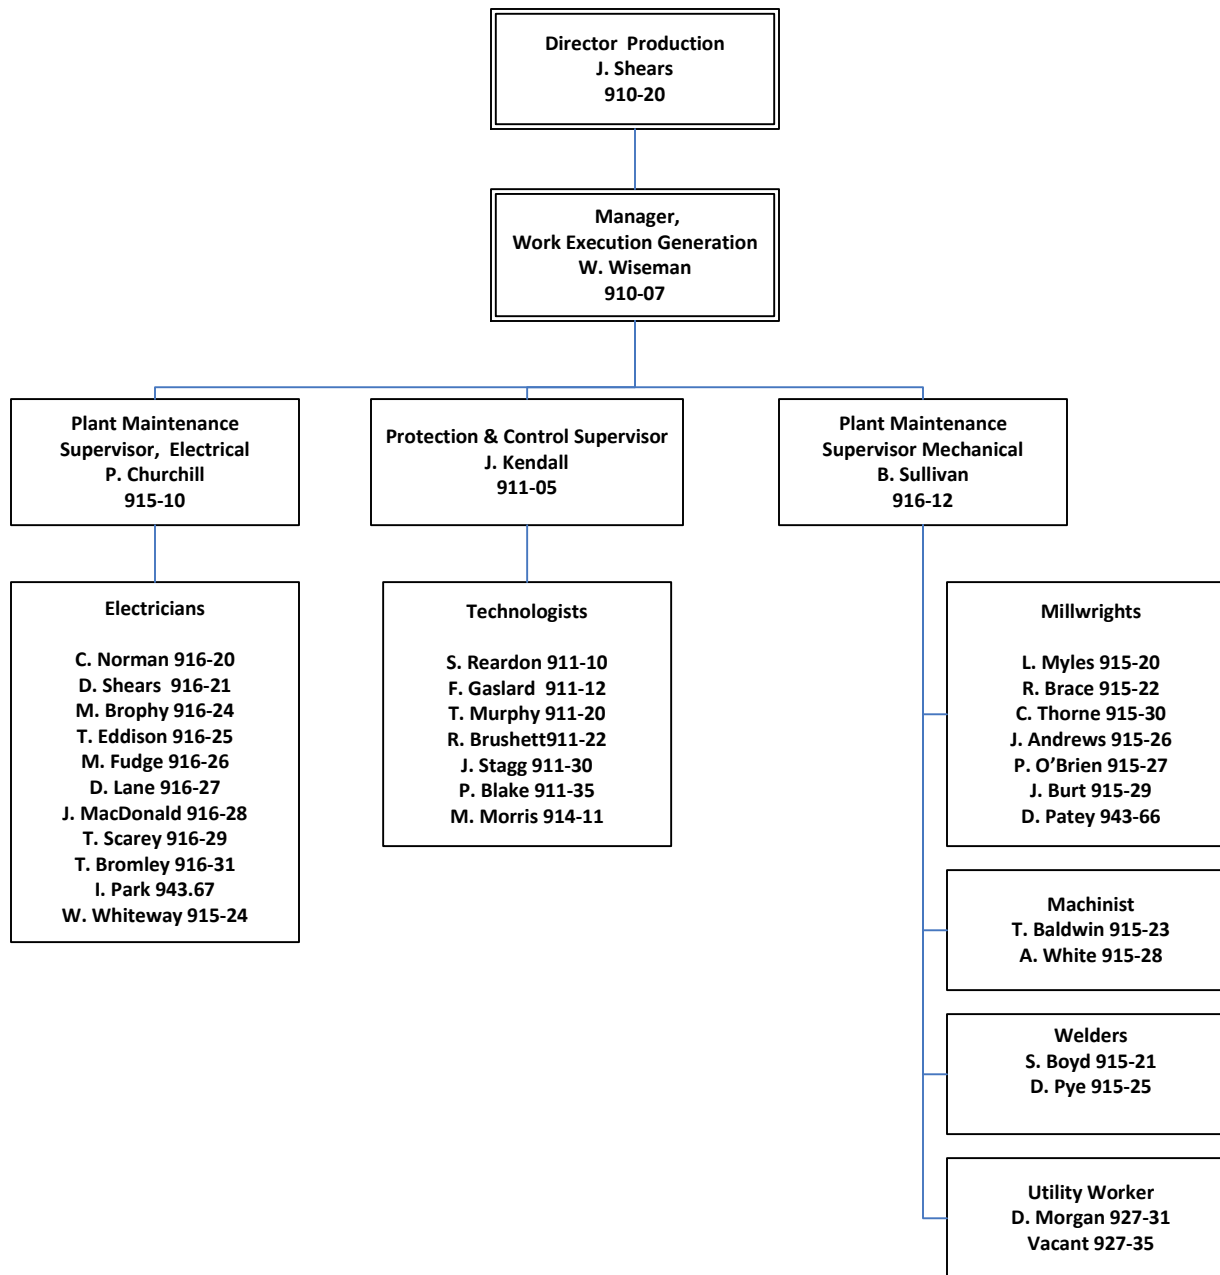 Director  Production
J. Shears
910-20
Manager,
Work Execution Generation
W. Wiseman
910-07
Plant Maintenance
Supervisor,  Electrical
P. Churchill
915-10
Protection & Control Supervisor
J. Kendall
911-05
Plant Maintenance
Supervisor Mechanical
B. Sullivan
916-12
Electricians
C. Norman 916-20
D. Shears  916-21
M. Brophy 916-24
T. Eddison 916-25
M. Fudge 916-26
D. Lane 916-27
J. MacDonald 916-28
T. Scarey 916-29
T. Bromley 916-31
I. Park 943.67
W. Whiteway 915-24
Technologists
S. Reardon 911-10
F. Gaslard  911-12
T. Murphy 911-20
R. Brushett911-22
J. Stagg 911-30
P. Blake 911-35
M. Morris 914-11
Millwrights
L. Myles 915-20
R. Brace 915-22
C. Thorne 915-30
J. Andrews 915-26
P. O’Brien 915-27
J. Burt 915-29
D. Patey 943-66
Machinist
T. Baldwin 915-23
A. White 915-28
Welders
S. Boyd 915-21
D. Pye 915-25
Utility Worker
D. Morgan 927-31
Vacant 927-35